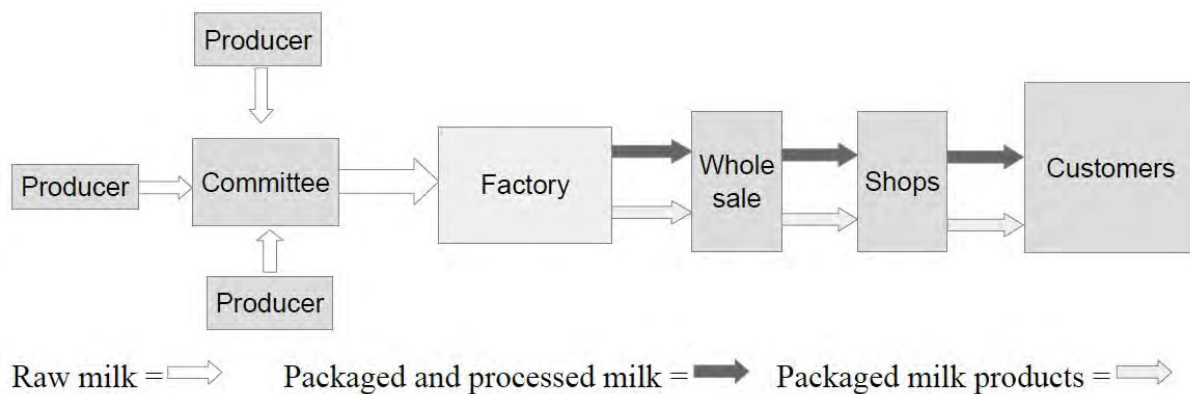 Producer
Producer
Committee
Producer
Factory
Whole
sale
Shops
Customers
Raw milk =
Packaged and processed milk =
Packaged milk products =